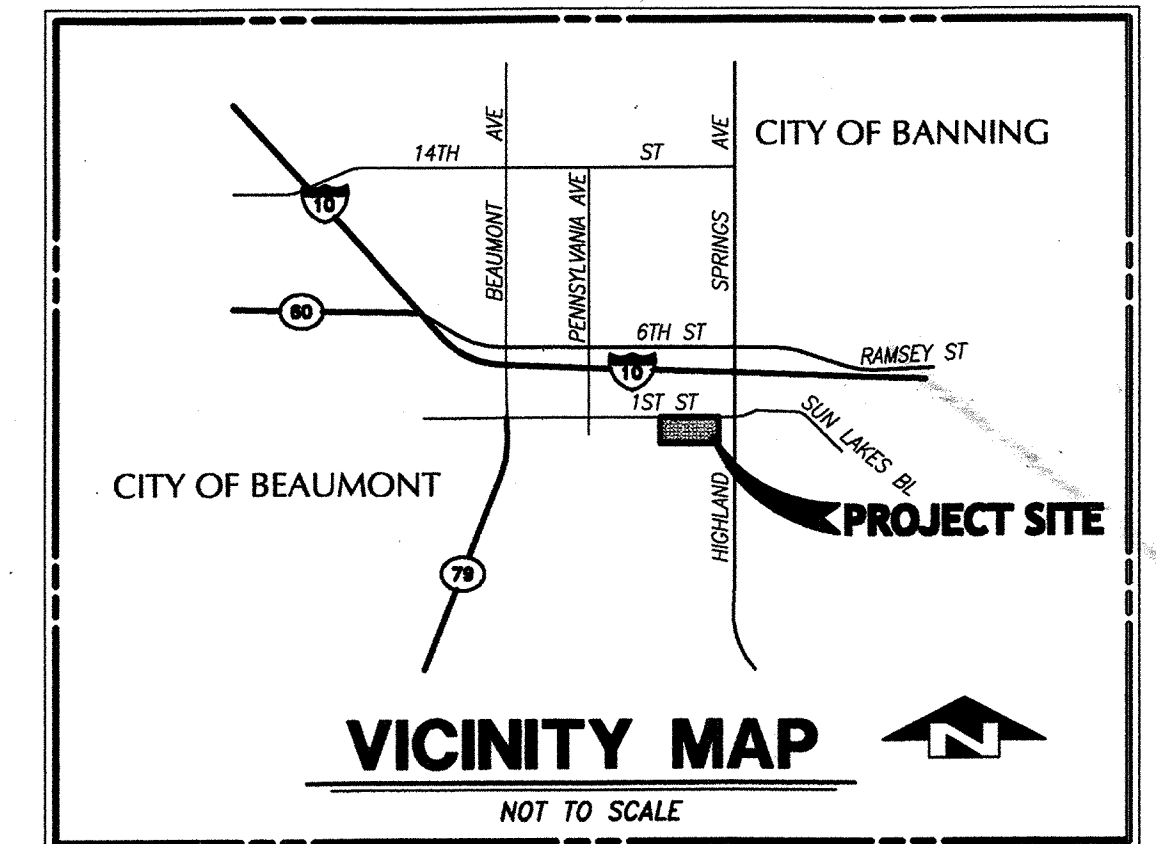 CITY OF BANNING
14TH ST
BEAUMONT AVE
PENNSYLVANIA AVE
HIGHLAND SPRINGS AVE
10
60
6TH ST
RAMSEY ST
10
1ST ST
SUN LAKES BL
CITY OF BEAUMONT
PROJECT SITE
79
VICINITY MAP
N
NOT TO SCALE